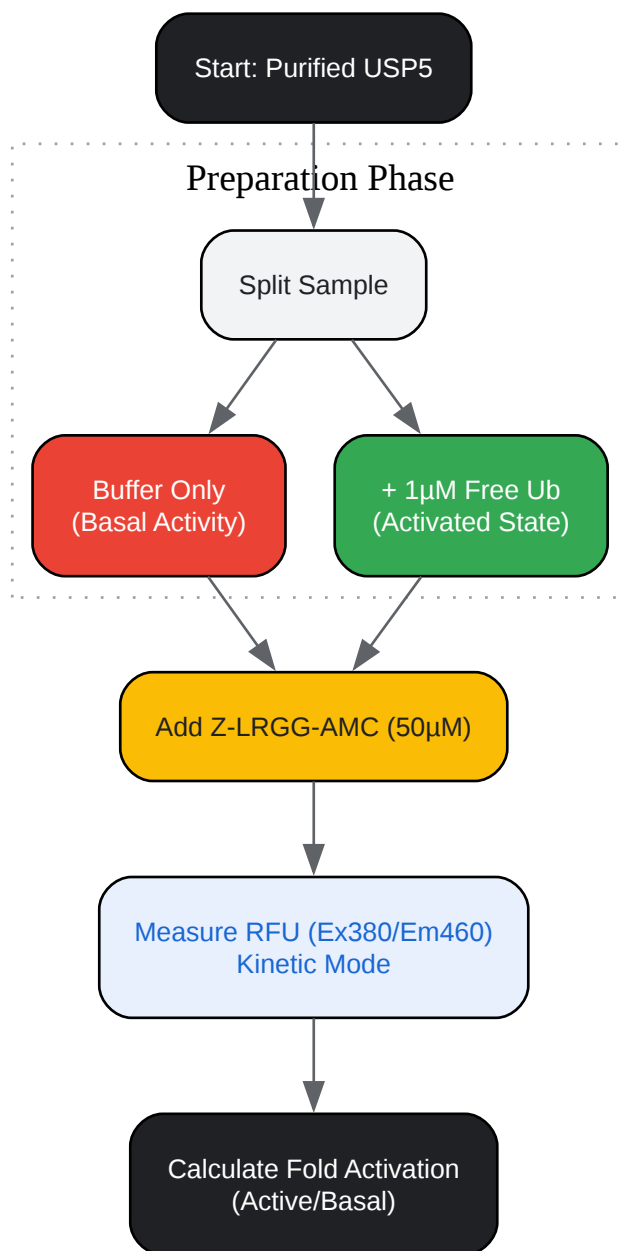 Start: Purified USP5
Preparation Phase
Split Sample
Buffer Only
(Basal Activity)
+ 1µM Free Ub
(Activated State)
Add Z-LRGG-AMC (50µM)
Measure RFU (Ex380/Em460)
Kinetic Mode
Calculate Fold Activation
(Active/Basal)